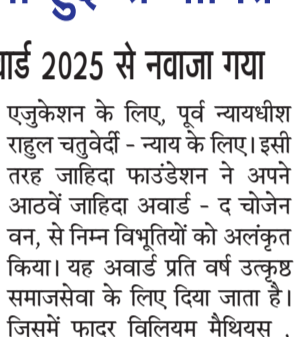 वार्ड 2025 से नवाजा गया
एजुकेशन के लिए, पूर्व न्यायधीश
राहुल चतुर्वेदी - न्याय के लिए। इसी
तरह जाहिदा फाउंडेशन ने अपने
आठवें जाहिदा अवार्ड - द चोजेन
वन, से निम्न विभूतियों को अलंकृत
किया। यह अवार्ड प्रति वर्ष उत्कृष्ठ
समाजसेवा के लिए दिया जाता है।
जिसमें फादर विलियम मैथियस ,